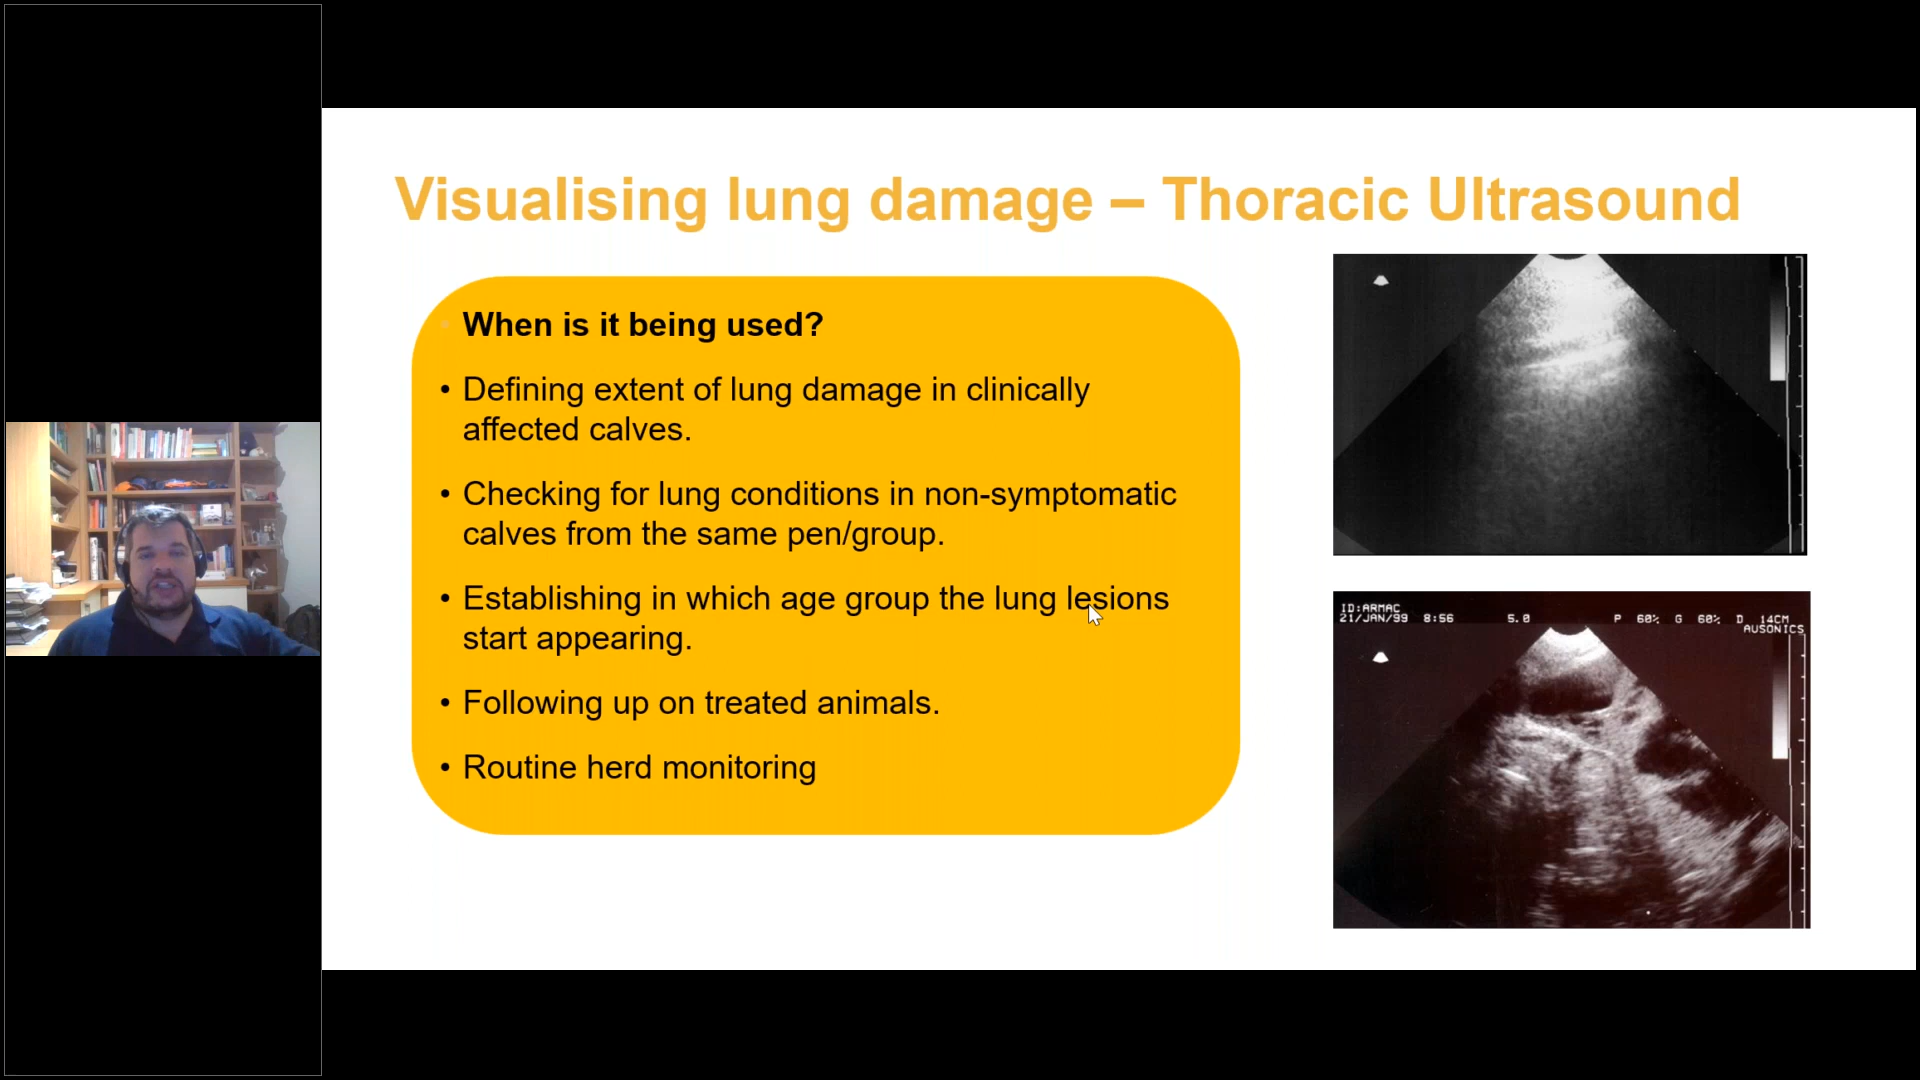 Visualising lung damage – Thoracic Ultrasound
When is it being used?
• Defining extent of lung damage in clinically
affected calves.
• Checking for lung conditions in non-symptomatic
calves from the same pen/group.
• Establishing in which age group the lung lesions
start appearing.
• Following up on treated animals.
• Routine herd monitoring
ID:ARMAC
21/JAN/99 8:56 5.0 P 60% G 60% D 14CM
AUSONICS